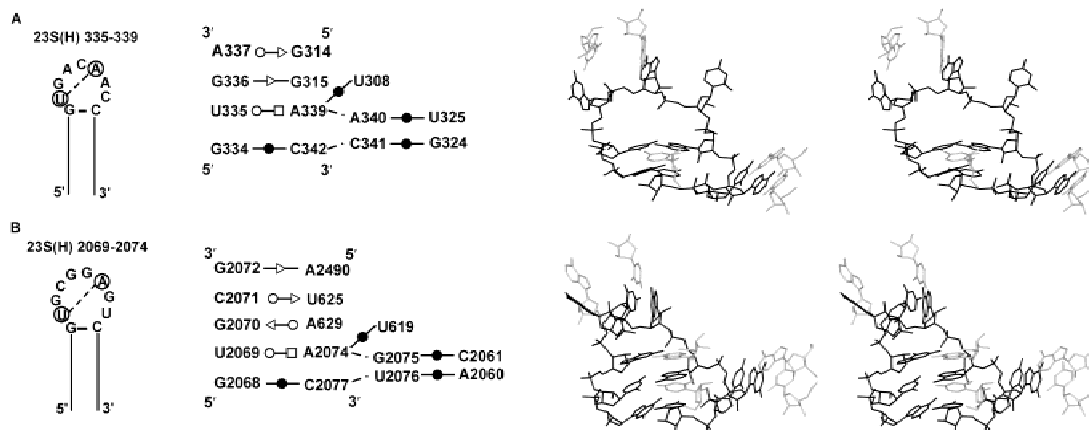 A
23S(H) 335-339
G A C A A C
U G C
5' 3'
3' 5'
A337 G314
G336 G315 U308
U335 A339 A340 U325
G334 C342 C341 G324
5' 3'
B
23S(H) 2069-2074
G C G G A G U
U G C
5' 3'
3' 5'
G2072 A2490
C2071 U625
G2070 A629 U619
U2069 A2074 G2075 C2061
G2068 C2077 U2076 A2060
5' 3'